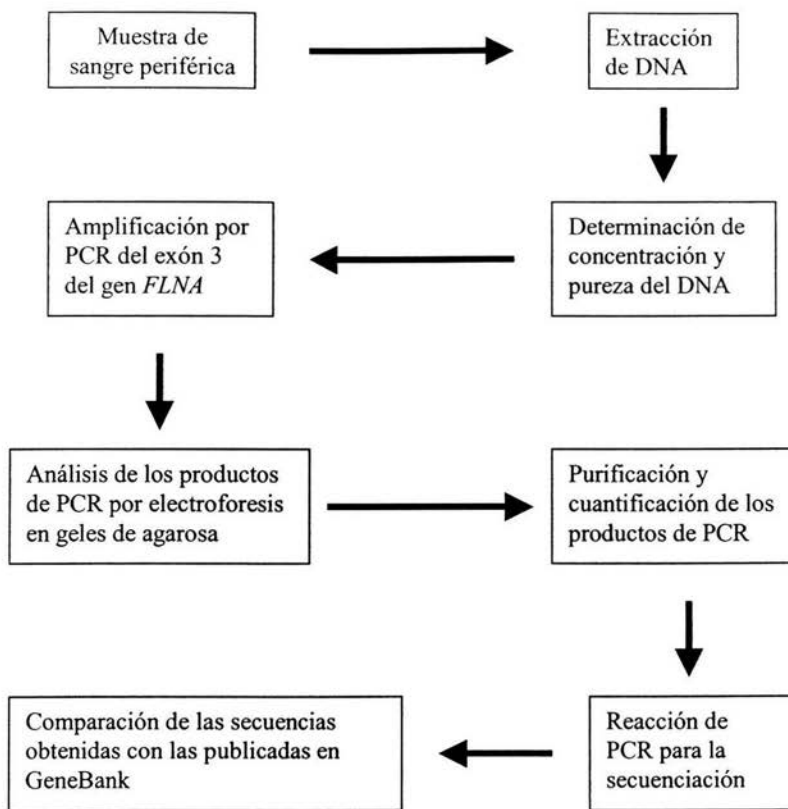 Muestra de
sangre periférica
Extracción
de DNA
Amplificación por
PCR del exón 3
del gen FLNA
Determinación de
concentración y
pureza del DNA
Análisis de los productos
de PCR por electroforesis
en geles de agarosa
Purificación y
cuantificación de los
productos de PCR
Comparación de las secuencias
obtenidas con las publicadas en
GeneBank
Reacción de
PCR para la
secuenciación